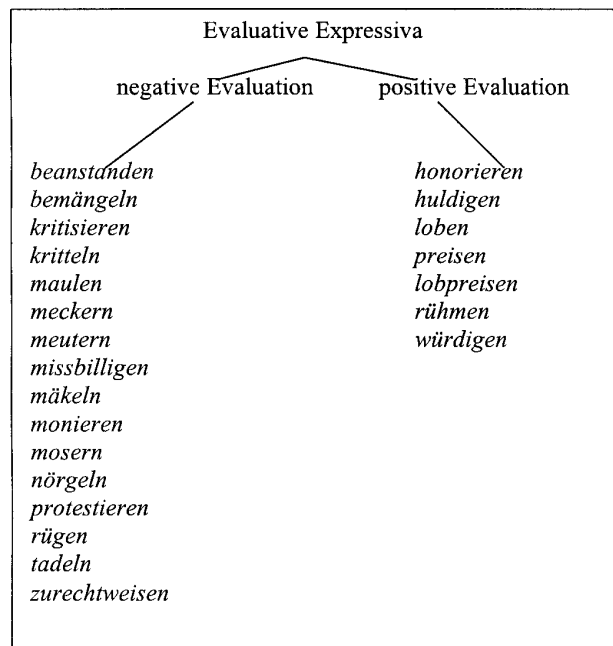 Evaluative Expressiva
negative Evaluation positive Evaluation
beanstanden
bemängeln
kritisieren
kritteln
maulen
meckern
meutern
missbilligen
mäkeln
monieren
mosern
nörgeln
protestieren
rügen
tadeln
zurechtweisen
honorieren
huldigen
loben
preisen
lobpreisen
rühmen
würdigen